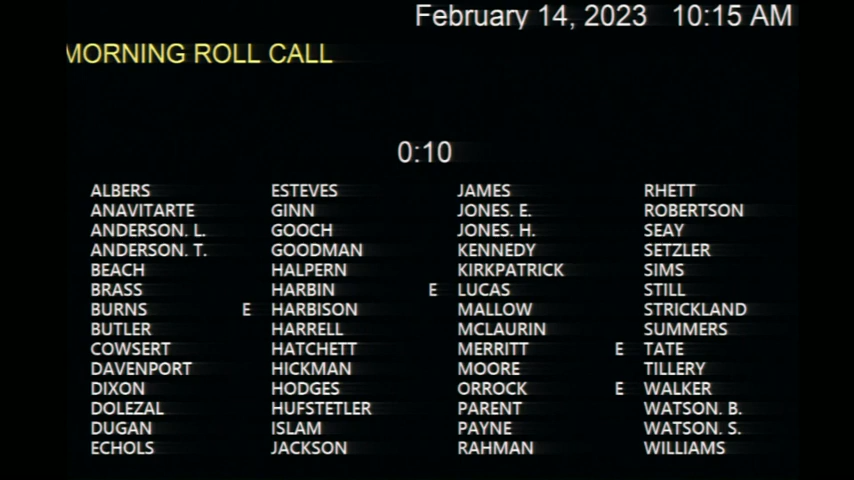 February 14, 2023 10:15 AM
MORNING ROLL CALL
0:10
ALBERS ESTEVES JAMES RHETT
ANAVITARTE GINN JONES. E. ROBERTSON
ANDERSON. L. GOOCH JONES. H. SEAY
ANDERSON. T. GOODMAN KENNEDY SETZLER
BEACH HALPERN KIRKPATRICK SIMS
BRASS HARBIN E LUCAS STILL
BURNS E HARBISON MALLOW STRICKLAND
BUTLER HARRELL MCLAURIN SUMMERS
COWSERT HATCHETT MERRITT E TATE
DAVENPORT HICKMAN MOORE TILLERY
DIXON HODGES ORROCK E WALKER
DOLEZAL HUFSTETLER PARENT WATSON. B.
DUGAN ISLAM PAYNE WATSON. S.
ECHOLS JACKSON RAHMAN WILLIAMS